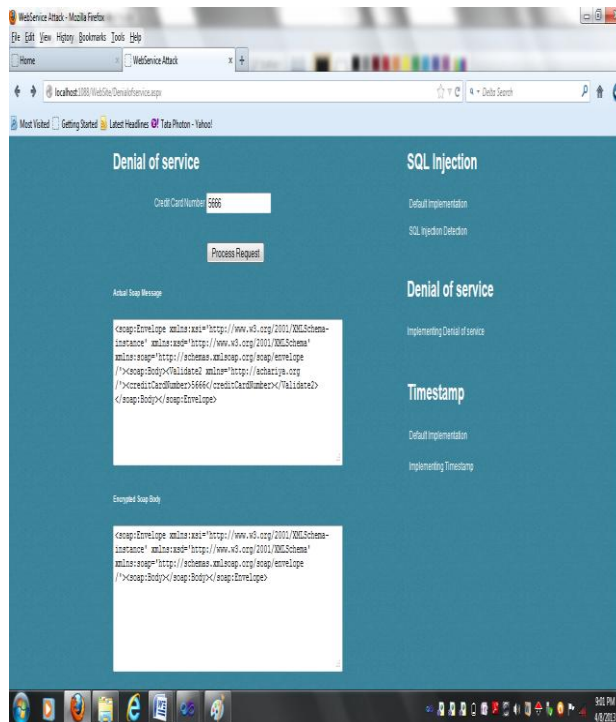 WebService Attack - Mozilla Firefox
File Edit View History Bookmarks Tools Help
Home
WebService Attack
localhost:1088/WebSite/Denialofservice.aspx
Delta Search
Most Visited Getting Started Latest Headlines Tata Photon - Yahoo!
Denial of service
Credit Card Number 5666
Process Request
Actual Soap Message
<soap:Envelope xmlns:xsi='http://www.w3.org/2001/XMLSchema-
instance' xmlns:xsd='http://www.w3.org/2001/XMLSchema'
xmlns:soap='http://schemas.xmlsoap.org/soap/envelope
/'><soap:Body><Validate2 xmlns='http://achariya.org
/'><creditCardNumber>5666</creditCardNumber></Validate2>
</soap:Body></soap:Envelope>
Encrypted Soap Body
<soap:Envelope xmlns:xsi='http://www.w3.org/2001/XMLSchema-
instance' xmlns:xsd='http://www.w3.org/2001/XMLSchema'
xmlns:soap='http://schemas.xmlsoap.org/soap/envelope
/'><soap:Body></soap:Body></soap:Envelope>
SQL Injection
Default Implementation
SQL Injection Detection
Denial of service
Implementing Denial of service
Timestamp
Default Implementation
Implementing Timestamp
9:01 PM